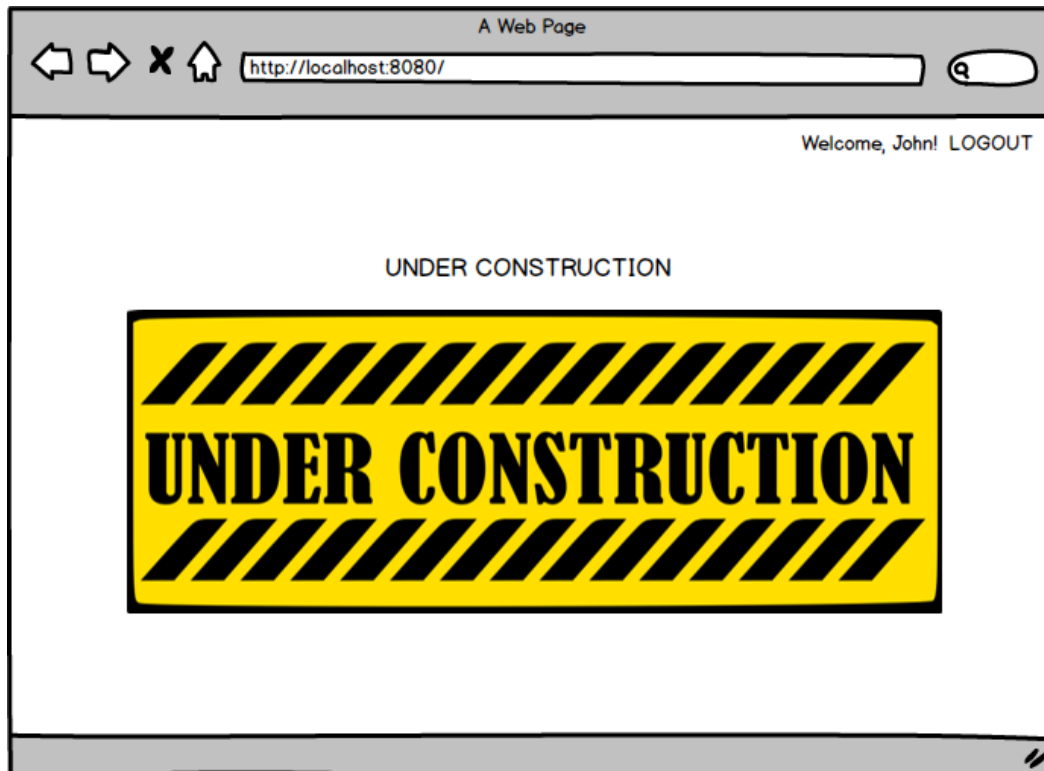 A Web Page
http://localhost:8080/
Welcome, John! LOGOUT
UNDER CONSTRUCTION
UNDER CONSTRUCTION